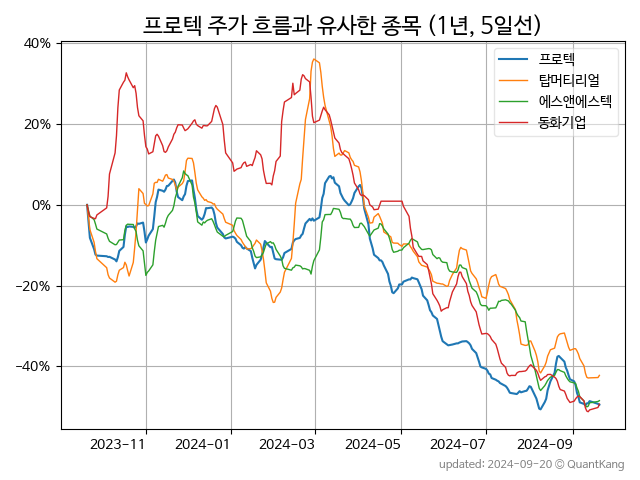 프로텍 주가 흐름과 유사한 종목 (1년, 5일선)
40%
20%
0%
−20%
−40%
프로텍
탑머티리얼
에스앤에스텍
동화기업
2023-11
2024-01
2024-03
2024-05
2024-07
2024-09
updated: 2024-09-20 © QuantKang